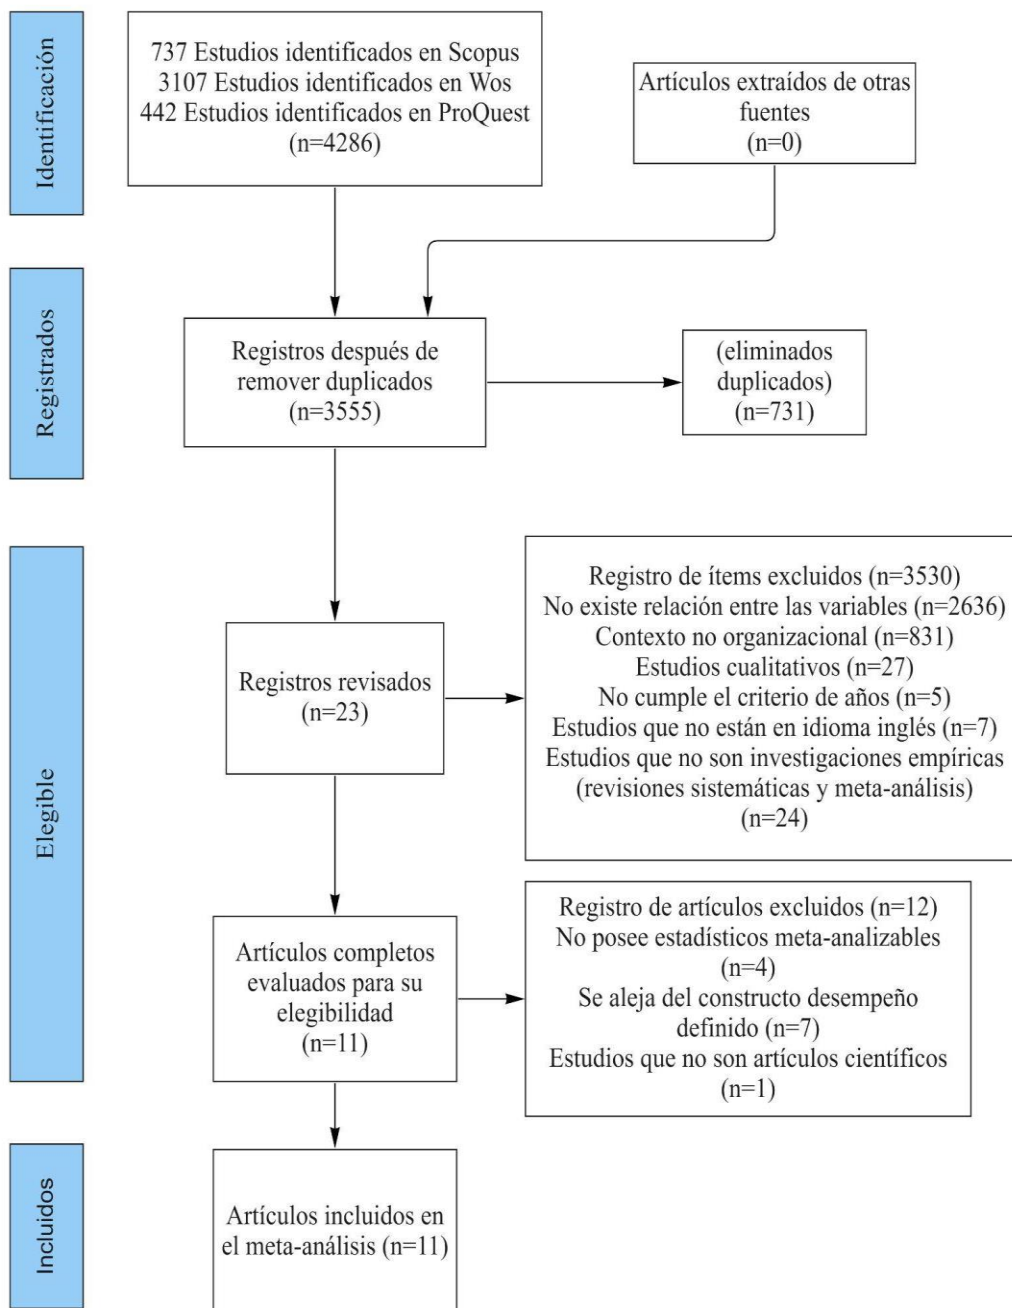 Identificación
737 Estudios identificados en Scopus
3107 Estudios identificados en Wos
442 Estudios identificados en ProQuest
(n=4286)
Artículos extraídos de otras
fuentes
(n=0)
Registrados
Registros después de
remover duplicados
(n=3555)
(eliminados
duplicados)
(n=731)
Elegible
Registros revisados
(n=23)
Registro de ítems excluidos (n=3530)
No existe relación entre las variables (n=2636)
Contexto no organizacional (n=831)
Estudios cualitativos (n=27)
No cumple el criterio de años (n=5)
Estudios que no están en idioma inglés (n=7)
Estudios que no son investigaciones empíricas
(revisiones sistemáticas y meta-análisis)
(n=24)
Artículos completos
evaluados para su
elegibilidad
(n=11)
Registro de artículos excluidos (n=12)
No posee estadísticos meta-analizables
(n=4)
Se aleja del constructo desempeño
definido (n=7)
Estudios que no son artículos científicos
(n=1)
Incluidos
Artículos incluidos en
el meta-análisis (n=11)